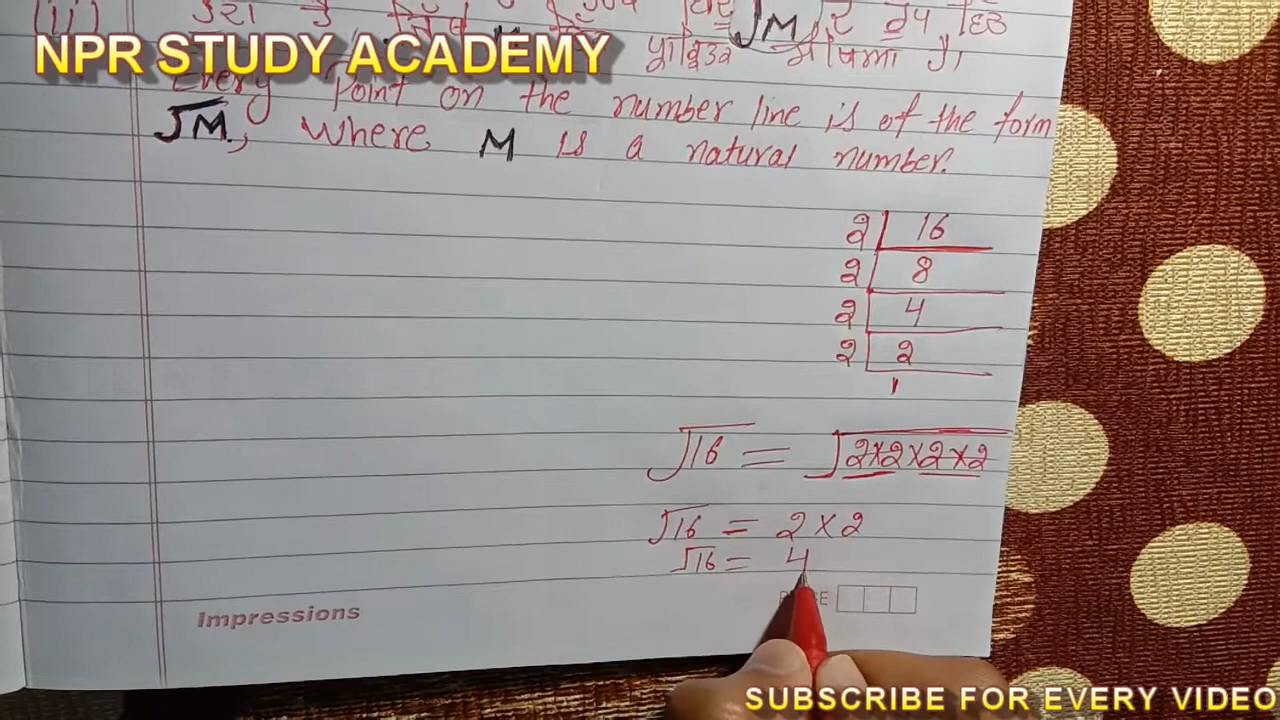 (ii)
NPR STUDY ACADEMY
√M
Every Point on the number line is of the form
√M, where M is a natural number.
2 | 16
2 | 8
2 | 4
2 | 2
1
√16 = √2×2×2×2
√16 = 2×2
√16 = 4
Impressions
SUBSCRIBE FOR EVERY VIDEO